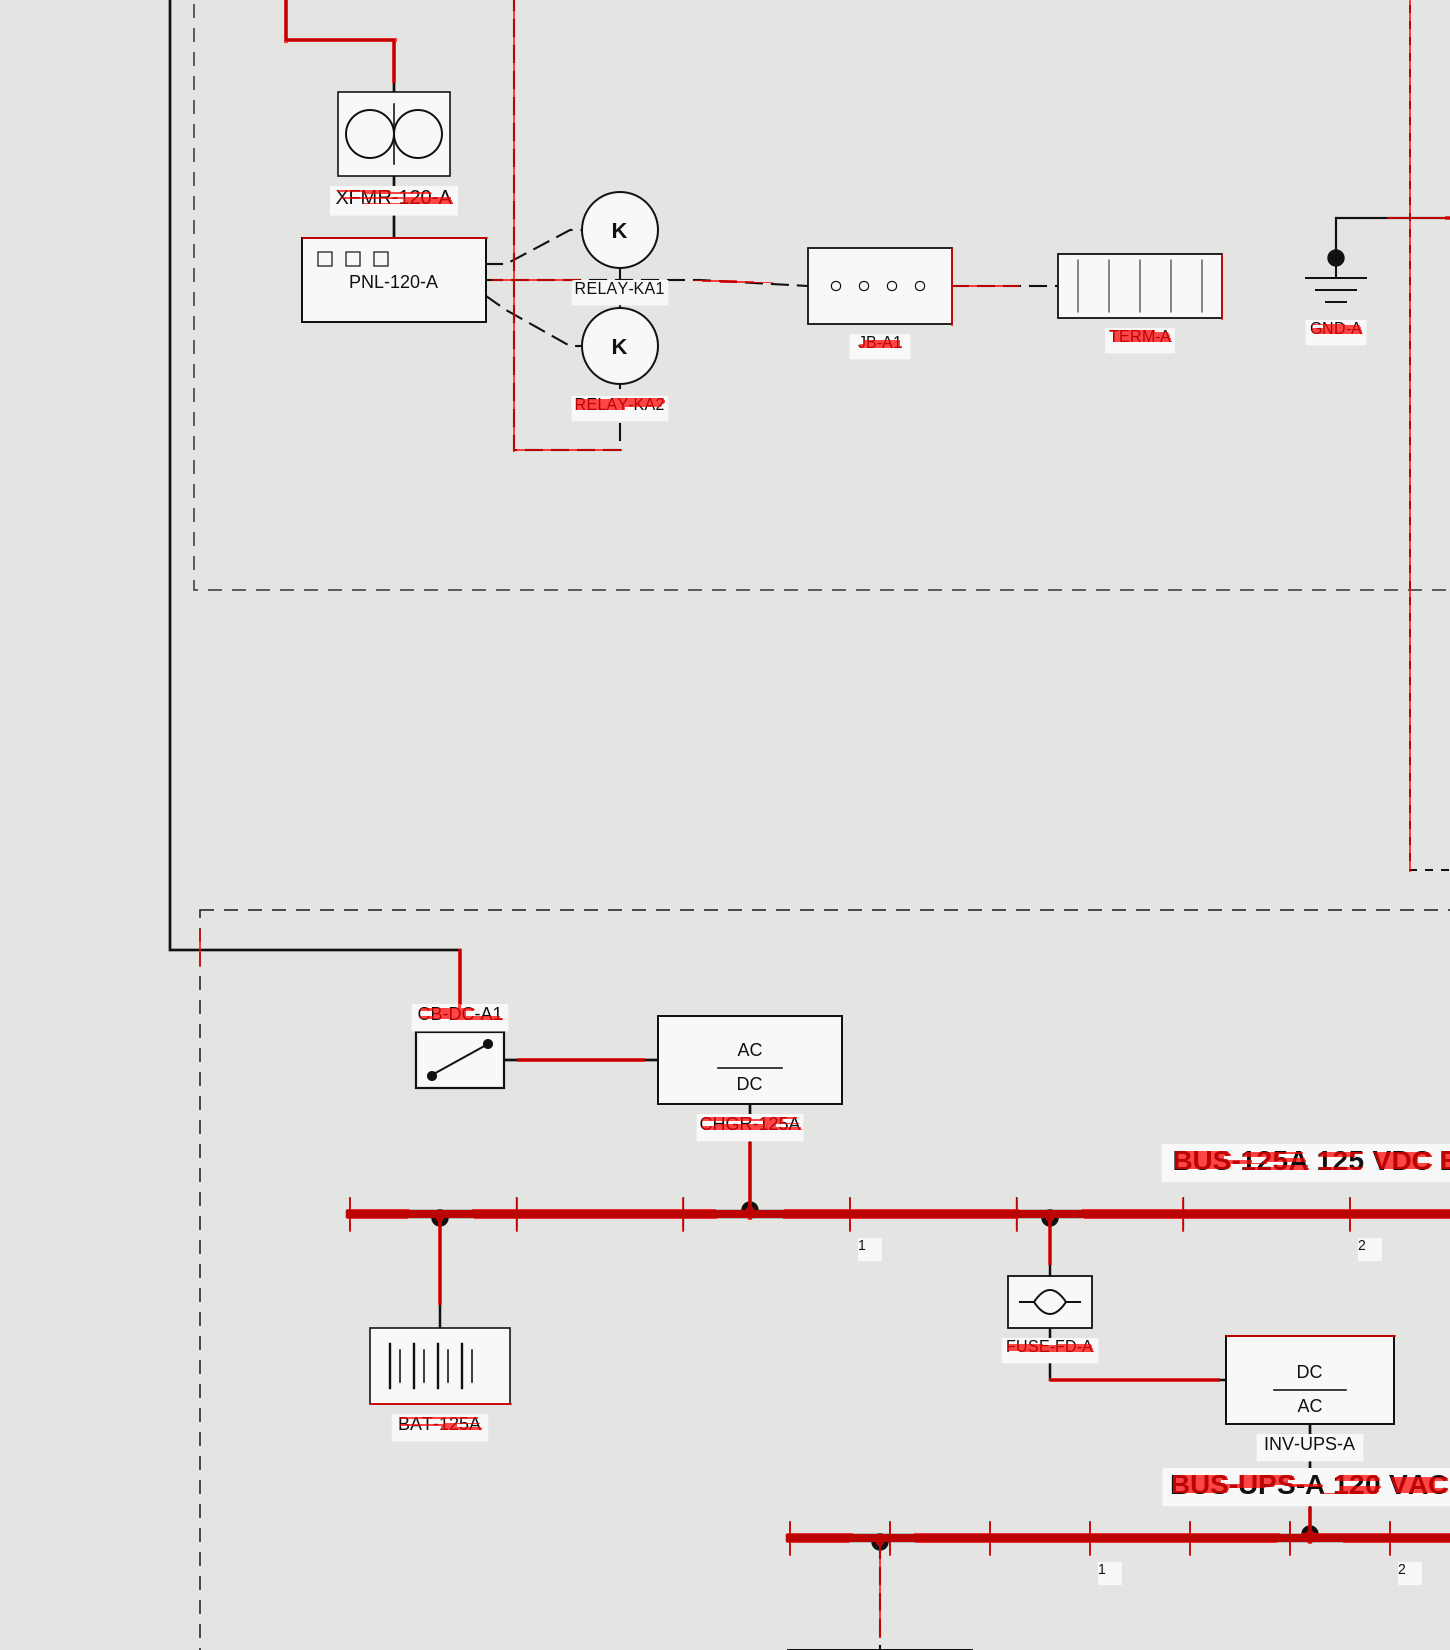 XFMR-120-A
K
PNL-120-A
RELAY-KA1
K
JB-A1
TERM-A
GND-A
RELAY-KA2
CB-DC-A1
AC
DC
CHGR-125A
BUS-125A 125 VDC
1
2
FUSE-FD-A
DC
AC
BAT-125A
INV-UPS-A
BUS-UPS-A 120 VAC
1
2